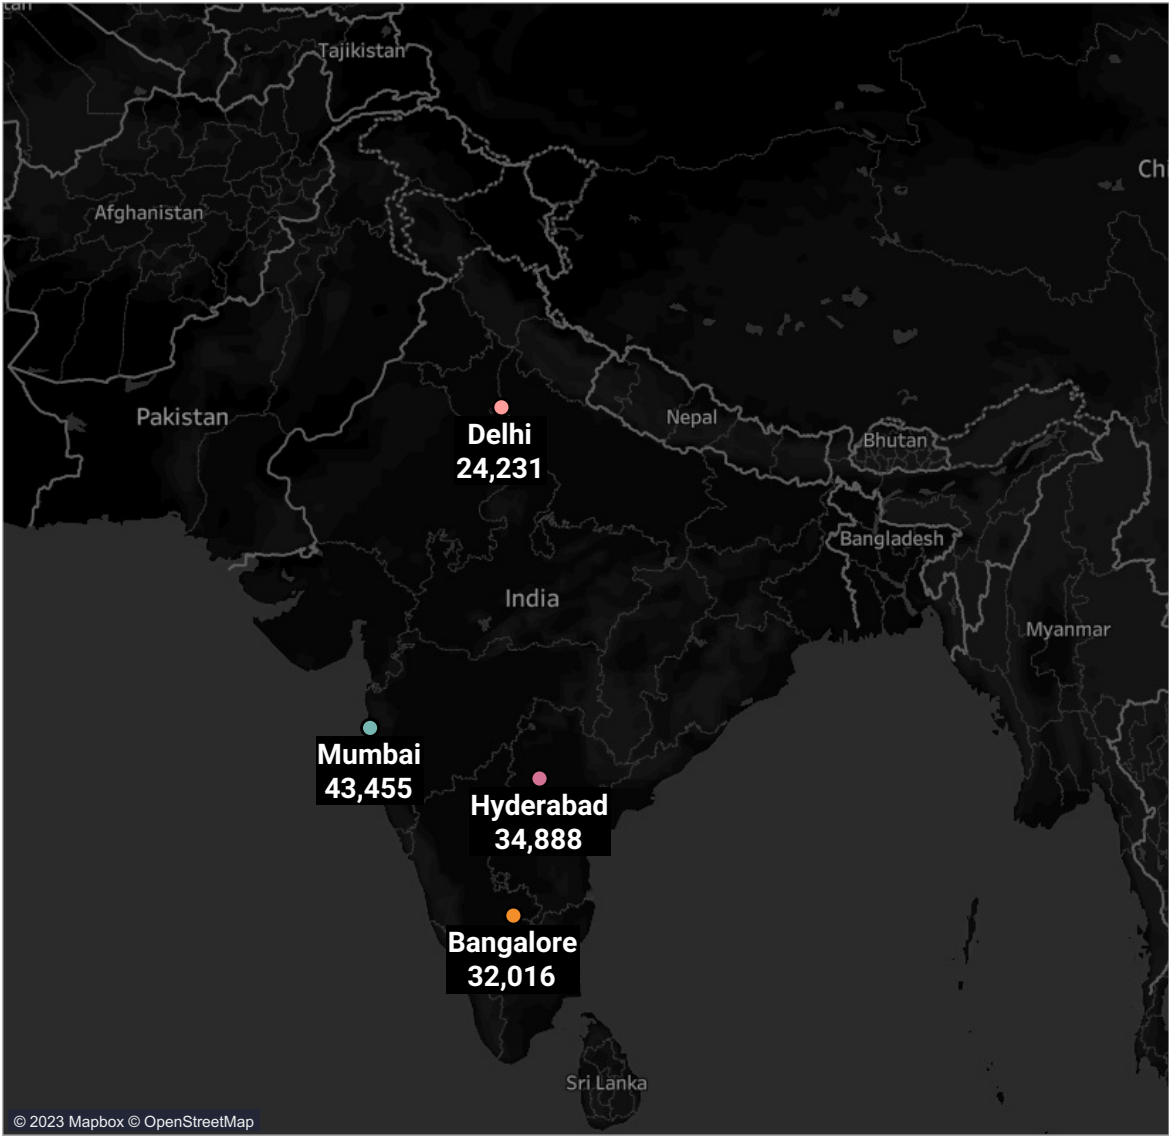 Tajikistan
Afghanistan
Pakistan
Delhi
24,231
Nepal
Bhutan
Bangladesh
India
Myanmar
Mumbai
43,455
Hyderabad
34,888
Bangalore
32,016
Sri Lanka
© 2023 Mapbox © OpenStreetMap